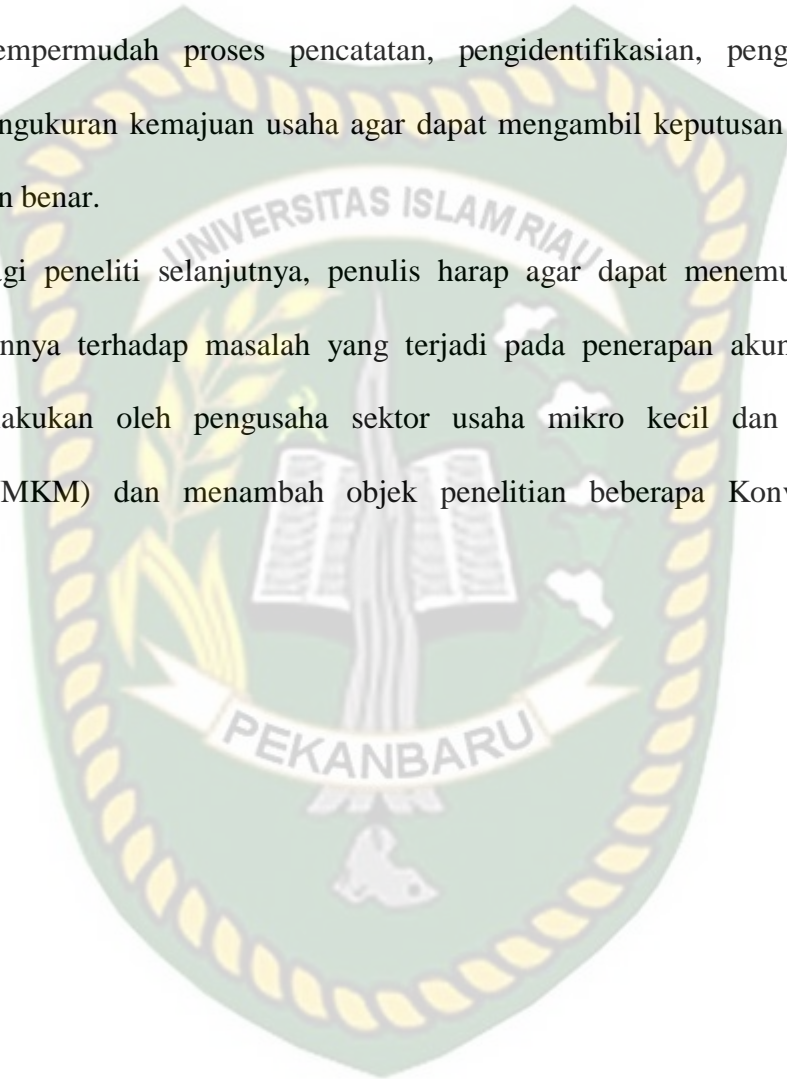 empermudah proses pencatatan, pengidentifikasian, peng
ngukuran kemajuan usaha agar dapat mengambil keputusan
n benar.
UNIVERSITAS ISLAM RIAU
gi peneliti selanjutnya, penulis harap agar dapat menemu
nnya terhadap masalah yang terjadi pada penerapan akun
lakukan oleh pengusaha sektor usaha mikro kecil dan
MKM) dan menambah objek penelitian beberapa Konv
PEKANBARU